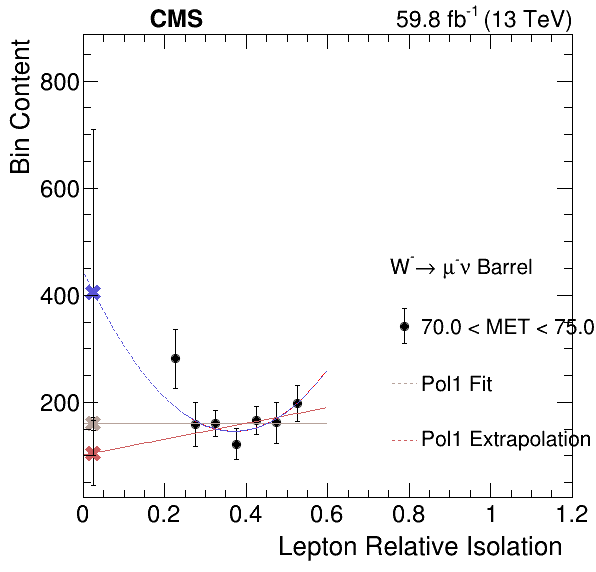 CMS 59.8 fb⁻¹ (13 TeV)
Bin Content
800
600
400
200
W⁻→ μ⁻ν Barrel
70.0 < MET < 75.0
Pol1 Fit
Pol1 Extrapolation
0 0.2 0.4 0.6 0.8 1 1.2
Lepton Relative Isolation